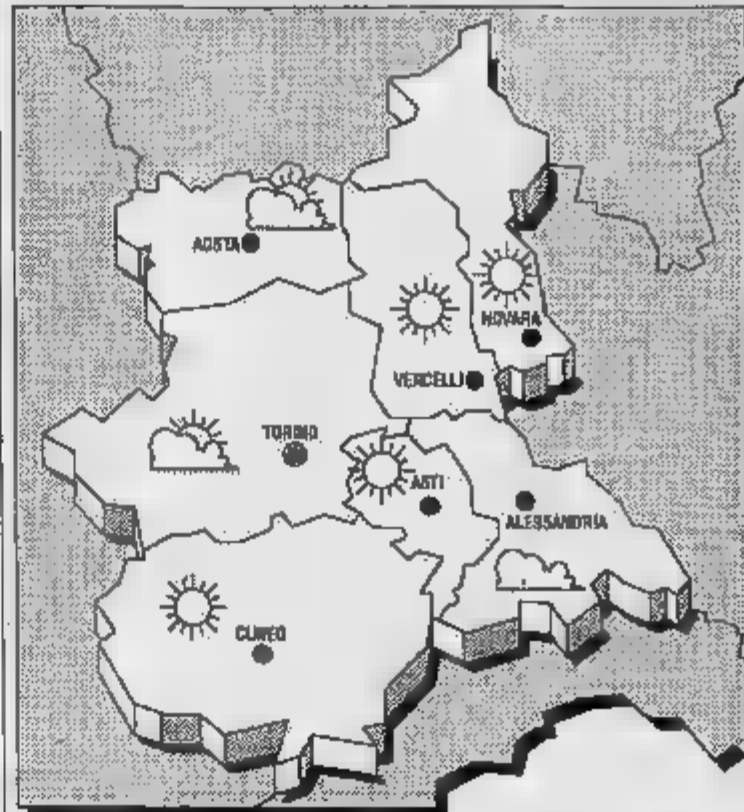 AOSTA
NOVARA
VERCELLI
TORINO
ASTI
ALESSANDRIA
CUNEO